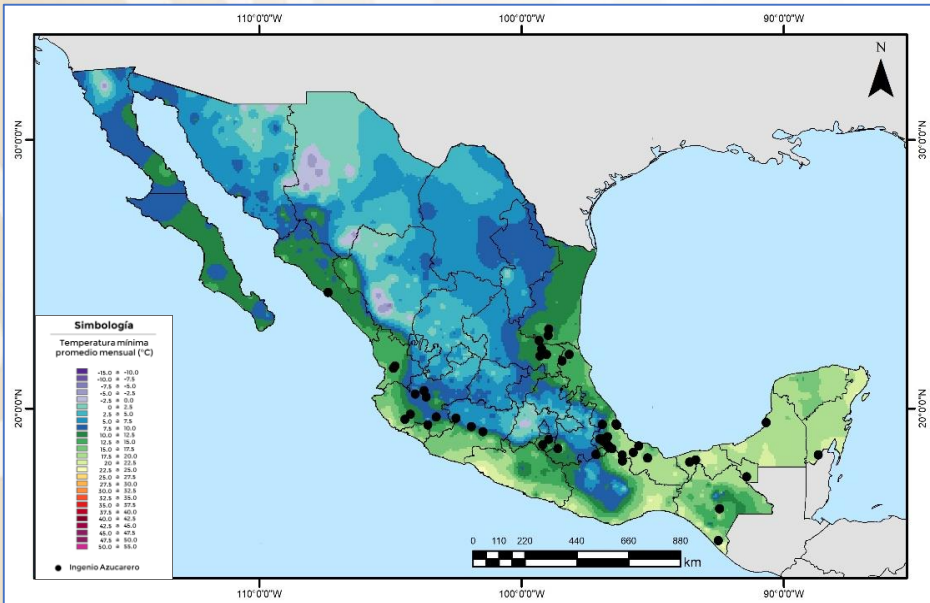 110°0'0"W 100°0'0"W 90°0'0"W
N
30°0'0"N 30°0'0"N
20°0'0"N 20°0'0"N
Simbología
Temperatura mínima
promedio mensual (°C)
-15.0 a -10.0
-10.0 a -7.5
-7.5 a -5.0
-5.0 a -2.5
-2.5 a 0.0
0 a 2.5
2.5 a 5.0
5.0 a 7.5
7.5 a 10.0
10.0 a 12.5
12.5 a 15.0
15.0 a 17.5
17.5 a 20.0
20 a 22.5
22.5 a 25.0
25.0 a 27.5
27.5 a 30.0
30.0 a 32.5
32.5 a 35.0
35.0 a 37.5
37.5 a 40.0
40.0 a 42.5
42.5 a 45.0
45.0 a 47.5
47.5 a 50.0
50.0 a 55.0
Ingenio Azucarero
0 110 220 440 660 880
km
110°0'0"W 100°0'0"W 90°0'0"W